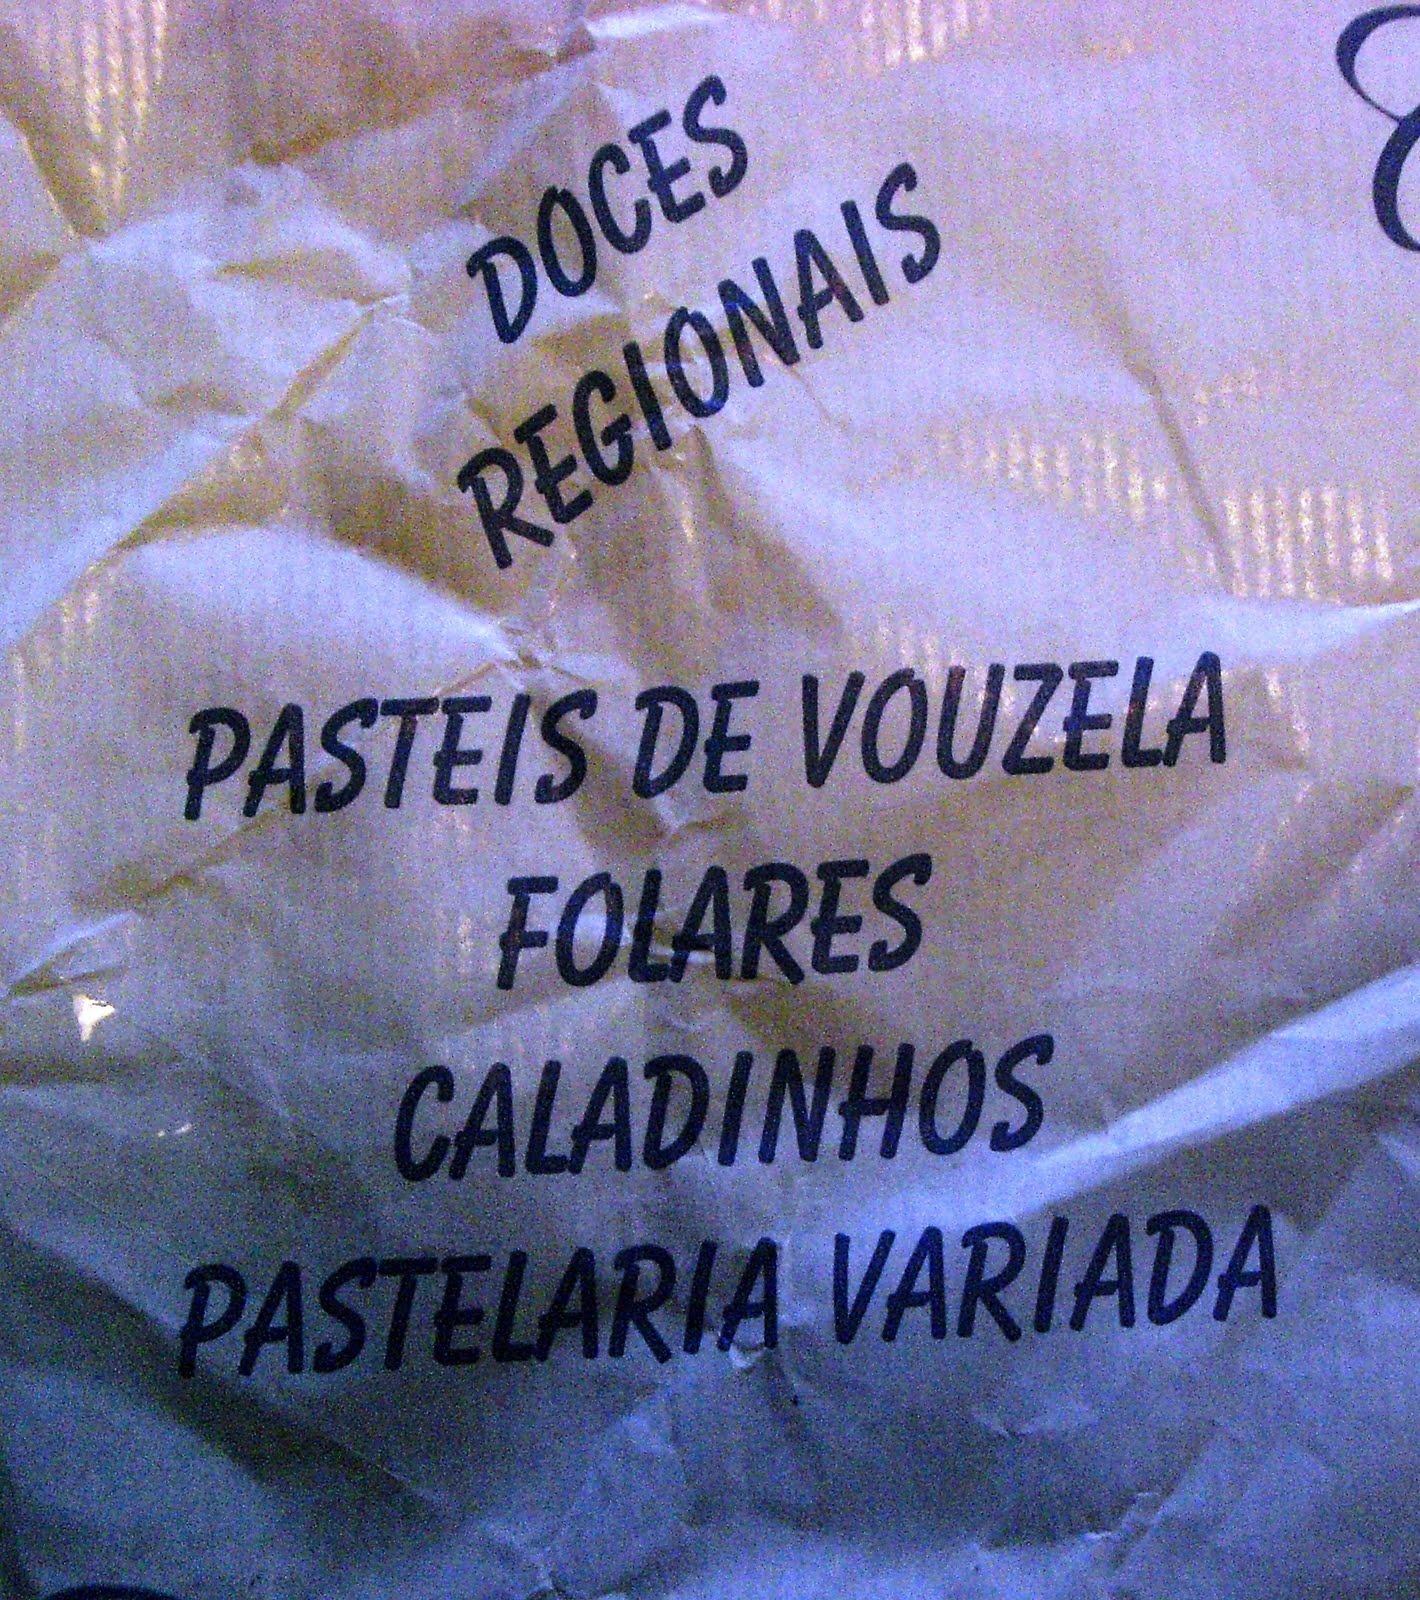 DOCES
REGIONAIS
PASTEIS DE VOUZELA
FOLARES
CALADINHOS
PASTELARIA VARIADA